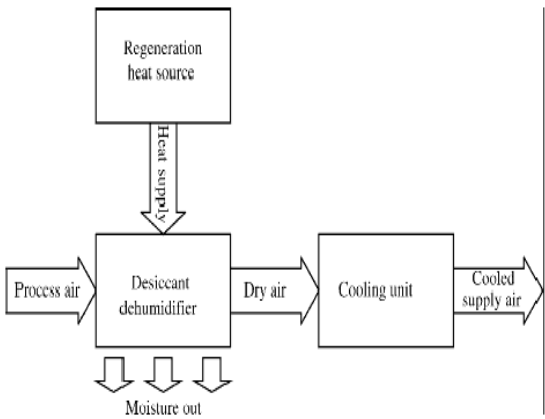 Regeneration
heat source
Heat supply
Process air
Desiccant
dehumidifier
Dry air
Cooling unit
Cooled
supply air
Moisture out